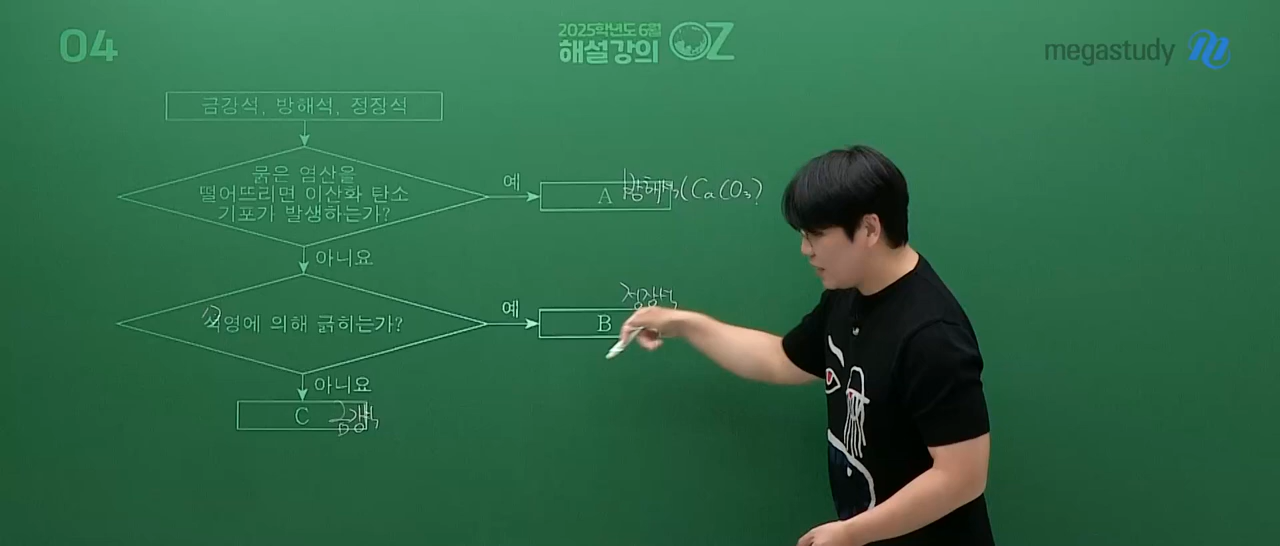 04
2025학년도 6월
해설강의 OZ
megastudy
금강석, 방해석, 정장석
묽은 염산을
떨어뜨리면 이산화 탄소
기포가 발생하는가?
예
A 방해석(CaCO₃)
아니요
정장석
석영에 의해 긁히는가?
예
B
아니요
C 금강석